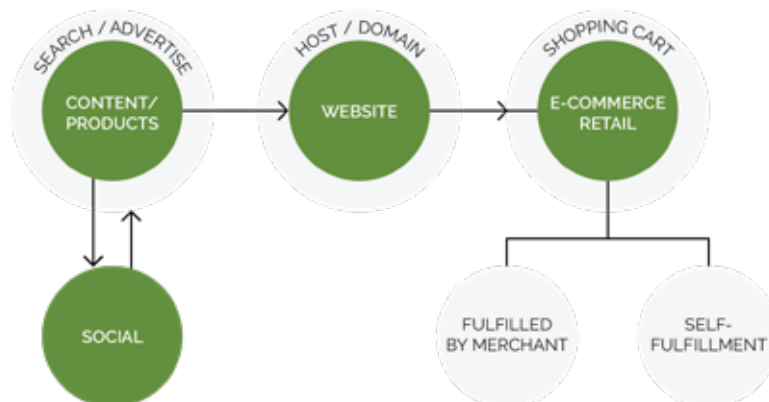 SEARCH / ADVERTISE
CONTENT/
PRODUCTS
HOST / DOMAIN
WEBSITE
SHOPPING CART
E-COMMERCE
RETAIL
SOCIAL
FULFILLED
BY MERCHANT
SELF-
FULFILLMENT